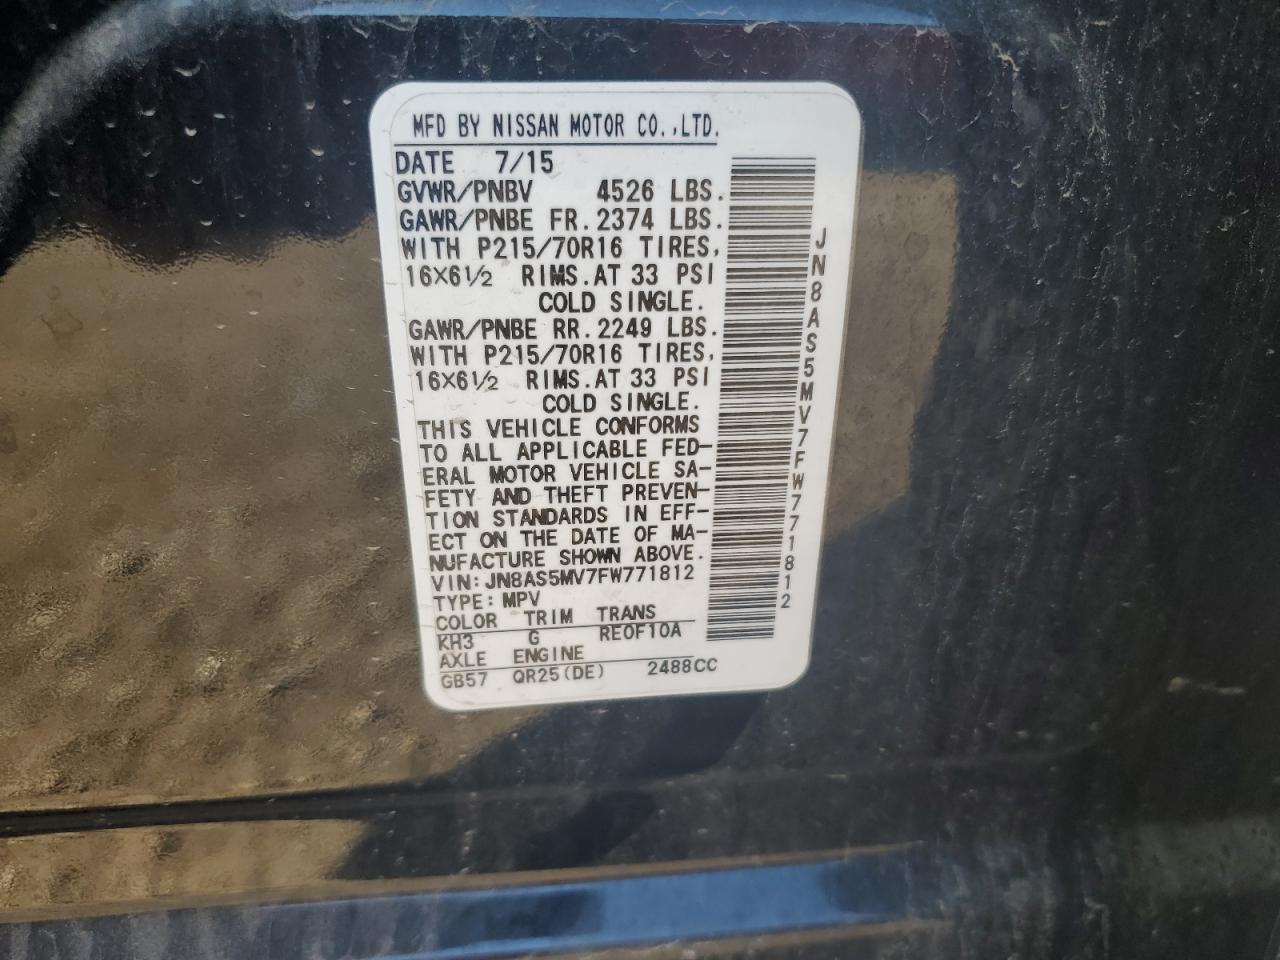 MFD BY NISSAN MOTOR CO.,LTD.
DATE 7/15
GVWR/PNBV 4526 LBS.
GAWR/PNBE FR.2374 LBS.
WITH P215/70R16 TIRES,
16×6½ RIMS.AT 33 PSI
COLD SINGLE.
GAWR/PNBE RR.2249 LBS.
WITH P215/70R16 TIRES,
16×6½ RIMS.AT 33 PSI
COLD SINGLE.
THIS VEHICLE CONFORMS
TO ALL APPLICABLE FED-
ERAL MOTOR VEHICLE SA-
FETY AND THEFT PREVEN-
TION STANDARDS IN EFF-
ECT ON THE DATE OF MA-
NUFACTURE SHOWN ABOVE.
VIN:JN8AS5MV7FW771812
TYPE:MPV
COLOR TRIM TRANS
KH3 G RE0F10A
AXLE ENGINE
GB57 QR25(DE) 2488CC
JN8AS5MV7FW771812